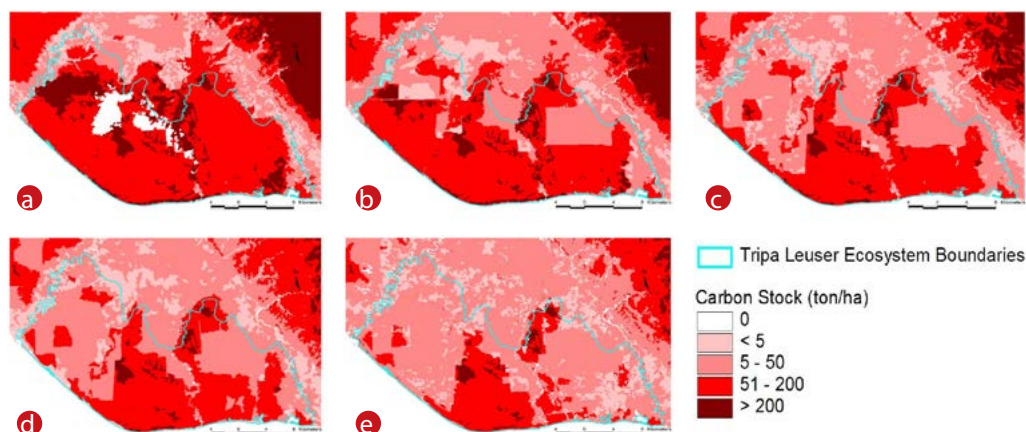 a
b
c
d
e
Tripa Leuser Ecosystem Boundaries
Carbon Stock (ton/ha)
0
< 5
5 - 50
51 - 200
> 200